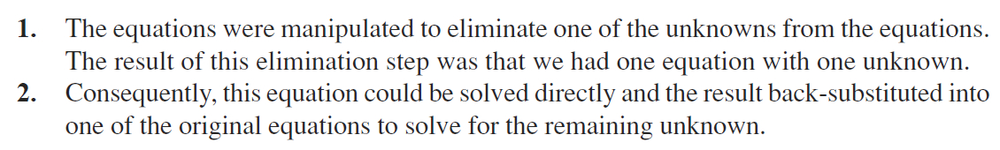 1. The equations were manipulated to eliminate one of the unknowns from the equations.
The result of this elimination step was that we had one equation with one unknown.
2. Consequently, this equation could be solved directly and the result back-substituted into
one of the original equations to solve for the remaining unknown.